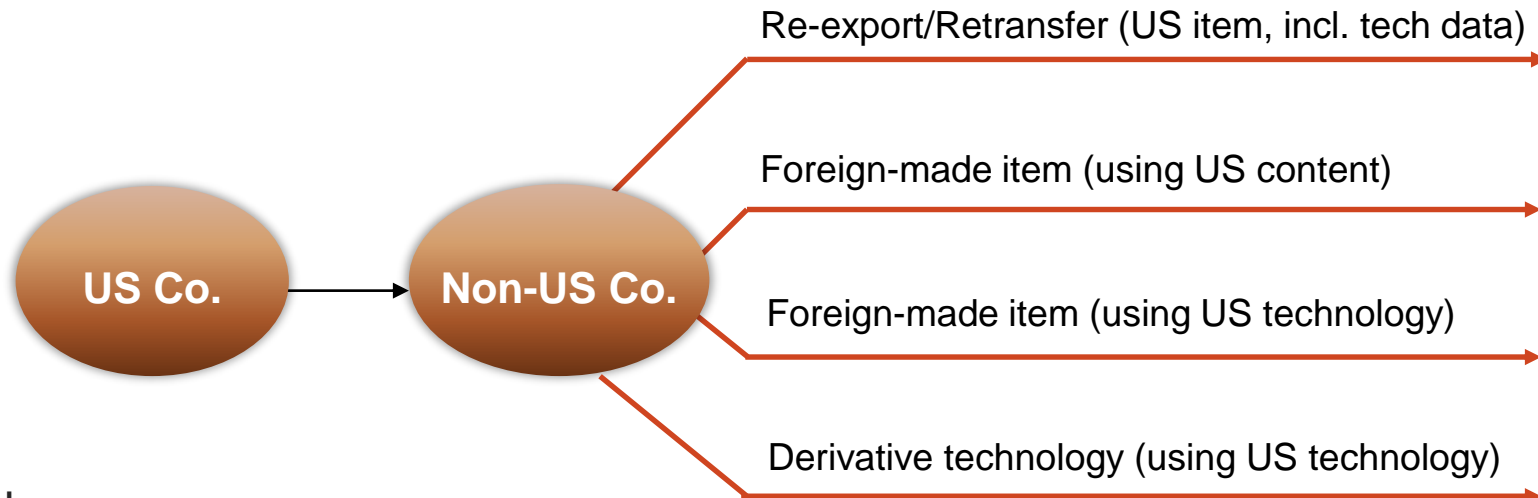 Re-export/Retransfer (US item, incl. tech data)
Foreign-made item (using US content)
US Co.
Non-US Co.
Foreign-made item (using US technology)
Derivative technology (using US technology)